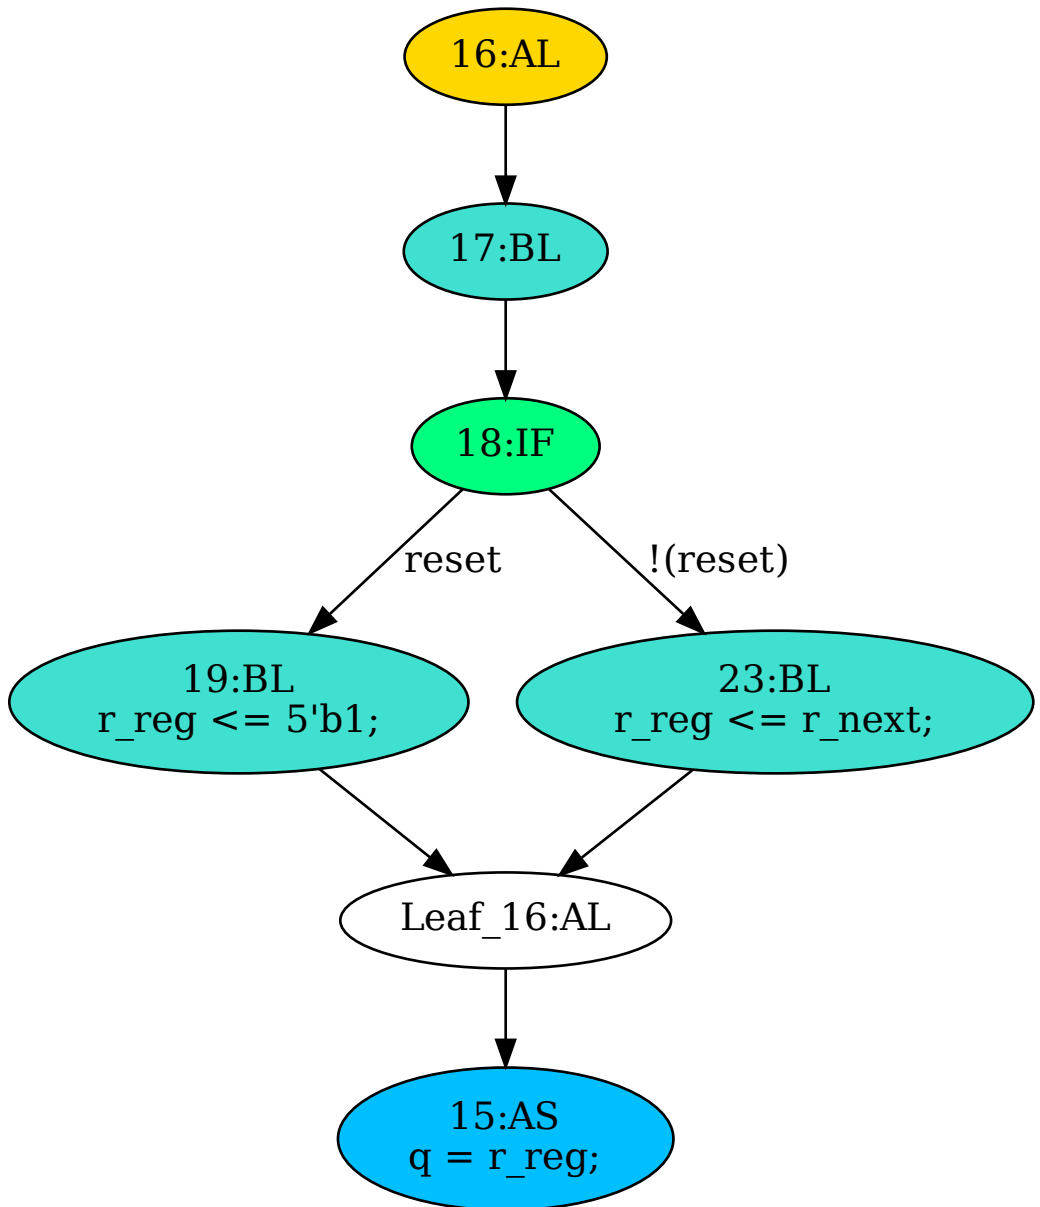 16:AL
17:BL
18:IF
reset
!(reset)
19:BL
r_reg <= 5'b1;
23:BL
r_reg <= r_next;
Leaf_16:AL
15:AS
q = r_reg;